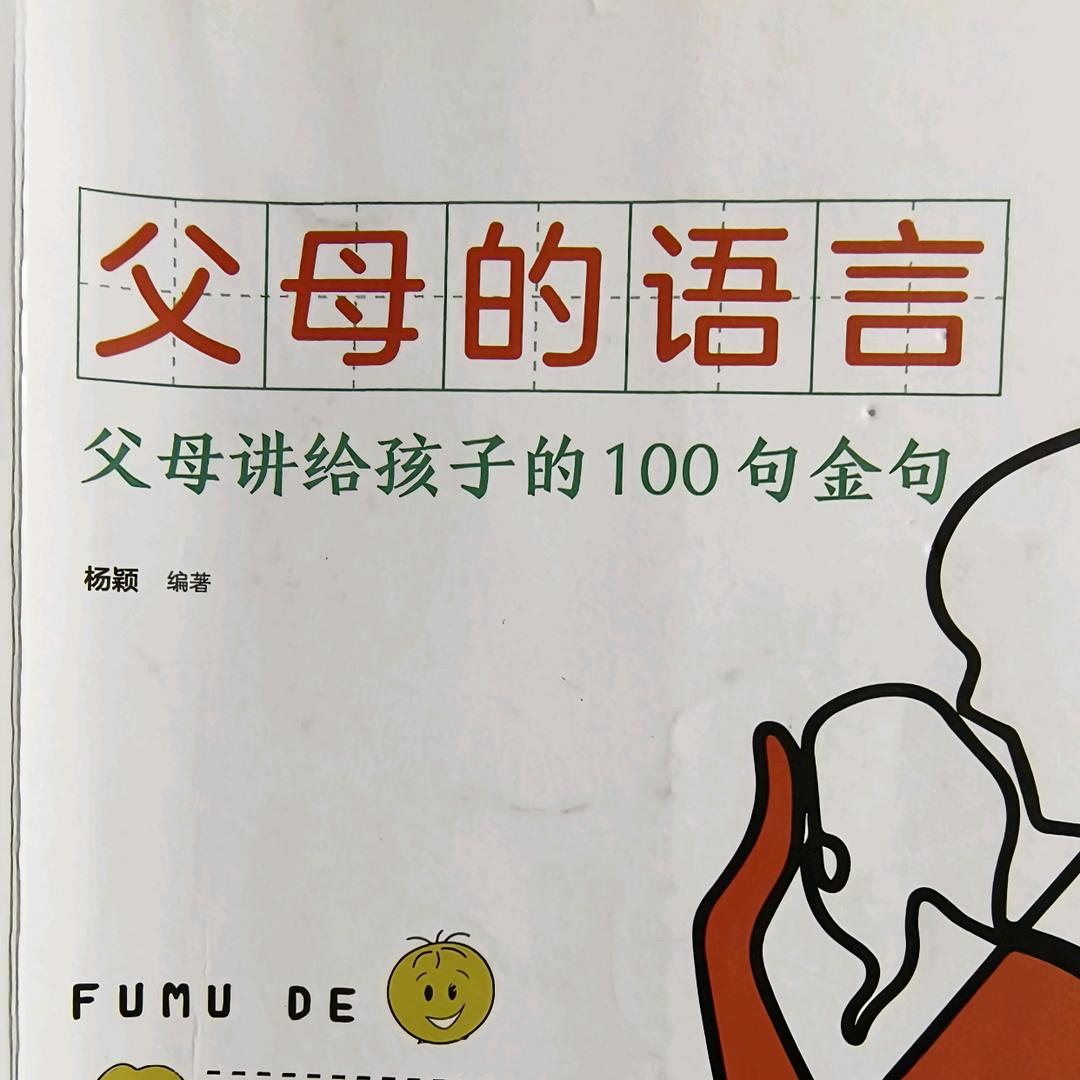 父母的语言
父母讲给孩子的100句金句
杨颖 编著
FUMU DE